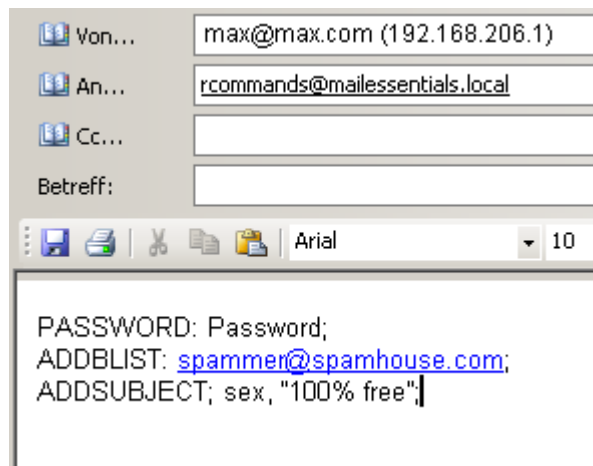 Von... max@max.com (192.168.206.1)
An... rcommands@mailessentials.local
Cc...
Betreff:
Arial 10
PASSWORD: Password;
ADDBLIST: spammer@spamhouse.com;
ADDSUBJECT; sex, "100% free";